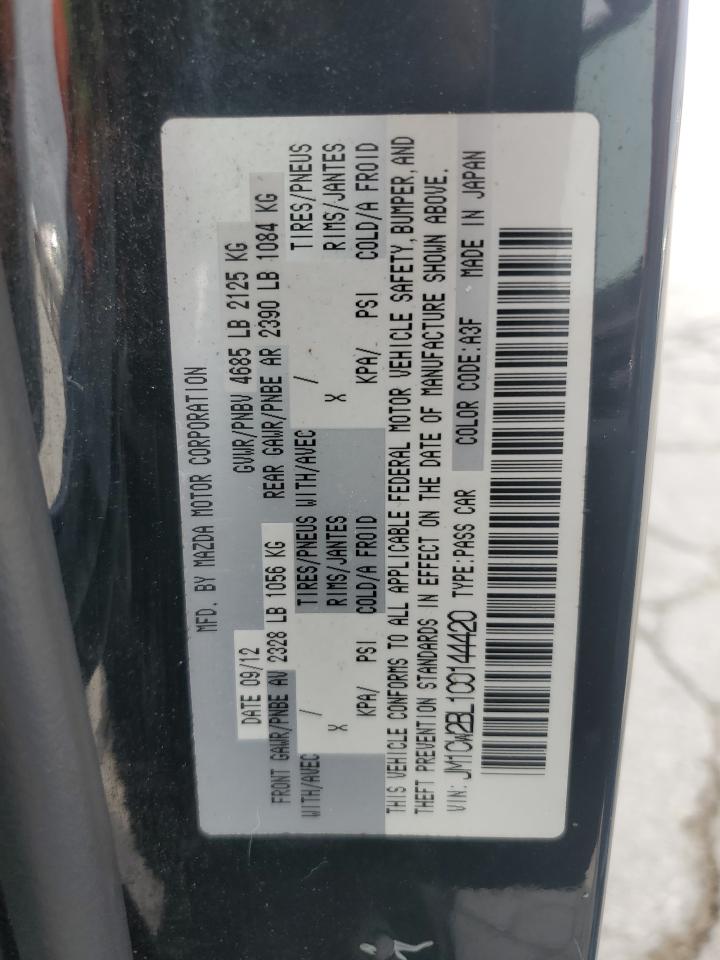 MFD. BY MAZDA MOTOR CORPORATION
DATE 09/12 GVWR/PNBV 4685 LB 2125 KG
FRONT GAWR/PNBE AV 2328 LB 1056 KG REAR GAWR/PNBE AR 2390 LB 1084 KG
WITH/AVEC / TIRES/PNEUS WITH/AVEC / TIRES/PNEUS
X RIMS/JANTES X RIMS/JANTES
KPA/ PSI COLD/A FROID KPA/ PSI COLD/A FROID
THIS VEHICLE CONFORMS TO ALL APPLICABLE FEDERAL MOTOR VEHICLE SAFETY, BUMPER, AND
THEFT PREVENTION STANDARDS IN EFFECT ON THE DATE OF MANUFACTURE SHOWN ABOVE.
VIN: JM1CW2BL1C0144420 TYPE:PASS CAR COLOR CODE:A3F MADE IN JAPAN